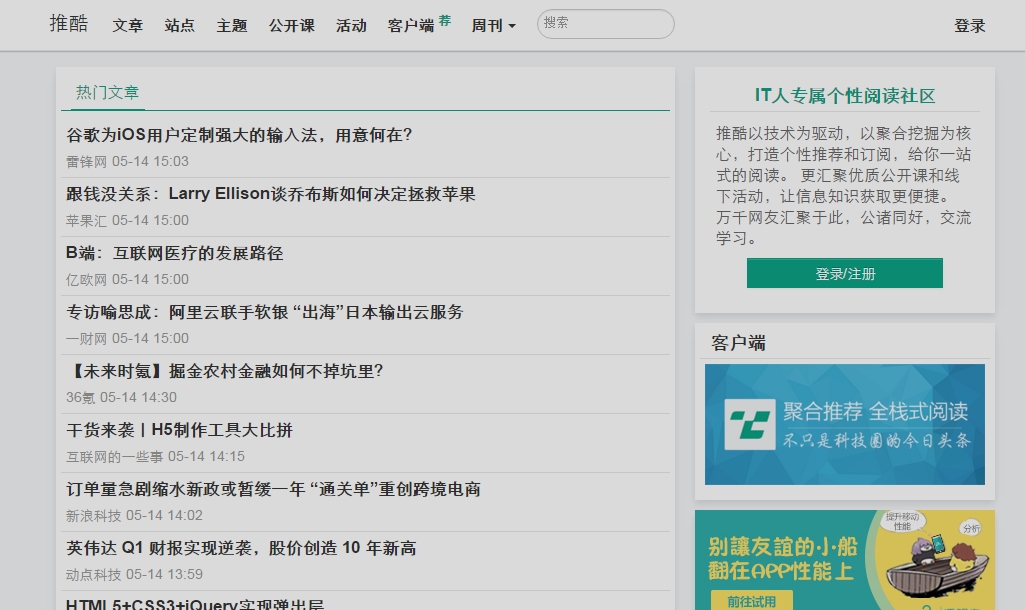 推酷 文章 站点 主题 公开课 活动 客户端 荐 周刊 搜索 登录
热门文章
谷歌为iOS用户定制强大的输入法，用意何在?
雷锋网 05-14 15:03
跟钱没关系：Larry Ellison谈乔布斯如何决定拯救苹果
苹果汇 05-14 15:00
B端：互联网医疗的发展路径
亿欧网 05-14 15:00
专访喻思成：阿里云联手软银 “出海”日本输出云服务
一财网 05-14 15:00
【未来时氪】掘金农村金融如何不掉坑里?
36氪 05-14 14:30
干货来袭丨H5制作工具大比拼
互联网的一些事 05-14 14:15
订单量急剧缩水新政或暂缓一年 “通关单”重创跨境电商
新浪科技 05-14 14:02
英伟达 Q1 财报实现逆袭，股价创造 10 年新高
动点科技 05-14 13:59
HTML5+CSS3+jQuery实现弹出层
IT人专属个性阅读社区
推酷以技术为驱动，以聚合挖掘为核
心，打造个性推荐和订阅，给你一站
式的阅读。 更汇聚优质公开课和线
下活动，让信息知识获取更便捷。
万千网友汇聚于此，公诸同好，交流
学习。
登录/注册
客户端
聚合推荐 全栈式阅读
不只是科技圈的今日头条
提升移动
性能
分析
别讓友誼的小船
翻在APP性能上
前往试用